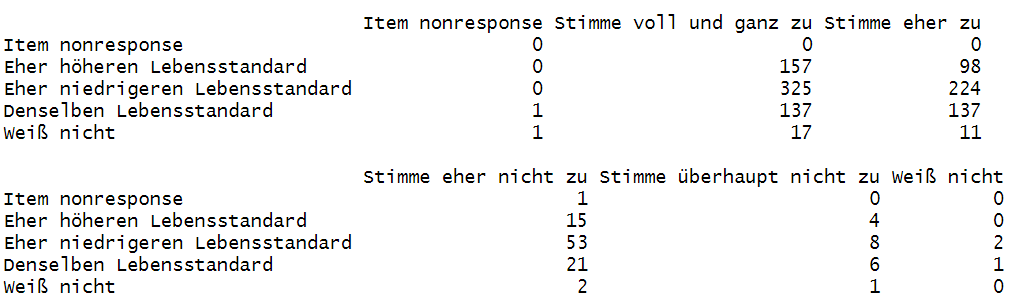 Item nonresponse Stimme voll und ganz zu Stimme eher zu
Item nonresponse 0 0 0
Eher höheren Lebensstandard 0 157 98
Eher niedrigeren Lebensstandard 0 325 224
Denselben Lebensstandard 1 137 137
Weiß nicht 1 17 11
Stimme eher nicht zu Stimme überhaupt nicht zu Weiß nicht
Item nonresponse 1 0 0
Eher höheren Lebensstandard 15 4 0
Eher niedrigeren Lebensstandard 53 8 2
Denselben Lebensstandard 21 6 1
Weiß nicht 2 1 0